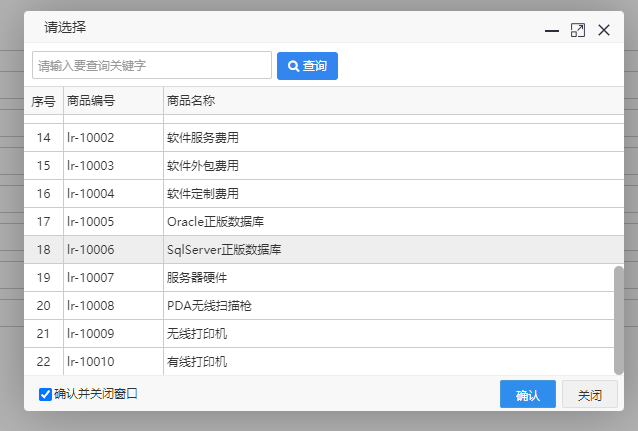 请选择
请输入要查询关键字 查询
序号 商品编号 商品名称
14 lr-10002 软件服务费用
15 lr-10003 软件外包费用
16 lr-10004 软件定制费用
17 lr-10005 Oracle正版数据库
18 lr-10006 SqlServer正版数据库
19 lr-10007 服务器硬件
20 lr-10008 PDA无线扫描枪
21 lr-10009 无线打印机
22 lr-10010 有线打印机
确认并关闭窗口 确认 关闭